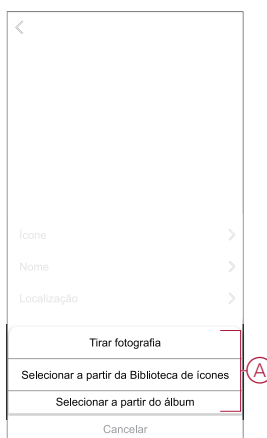 Ícone
Nome
Localização
Tirar fotografia
Selecionar a partir da Biblioteca de ícones
A
Selecionar a partir do álbum
Cancelar